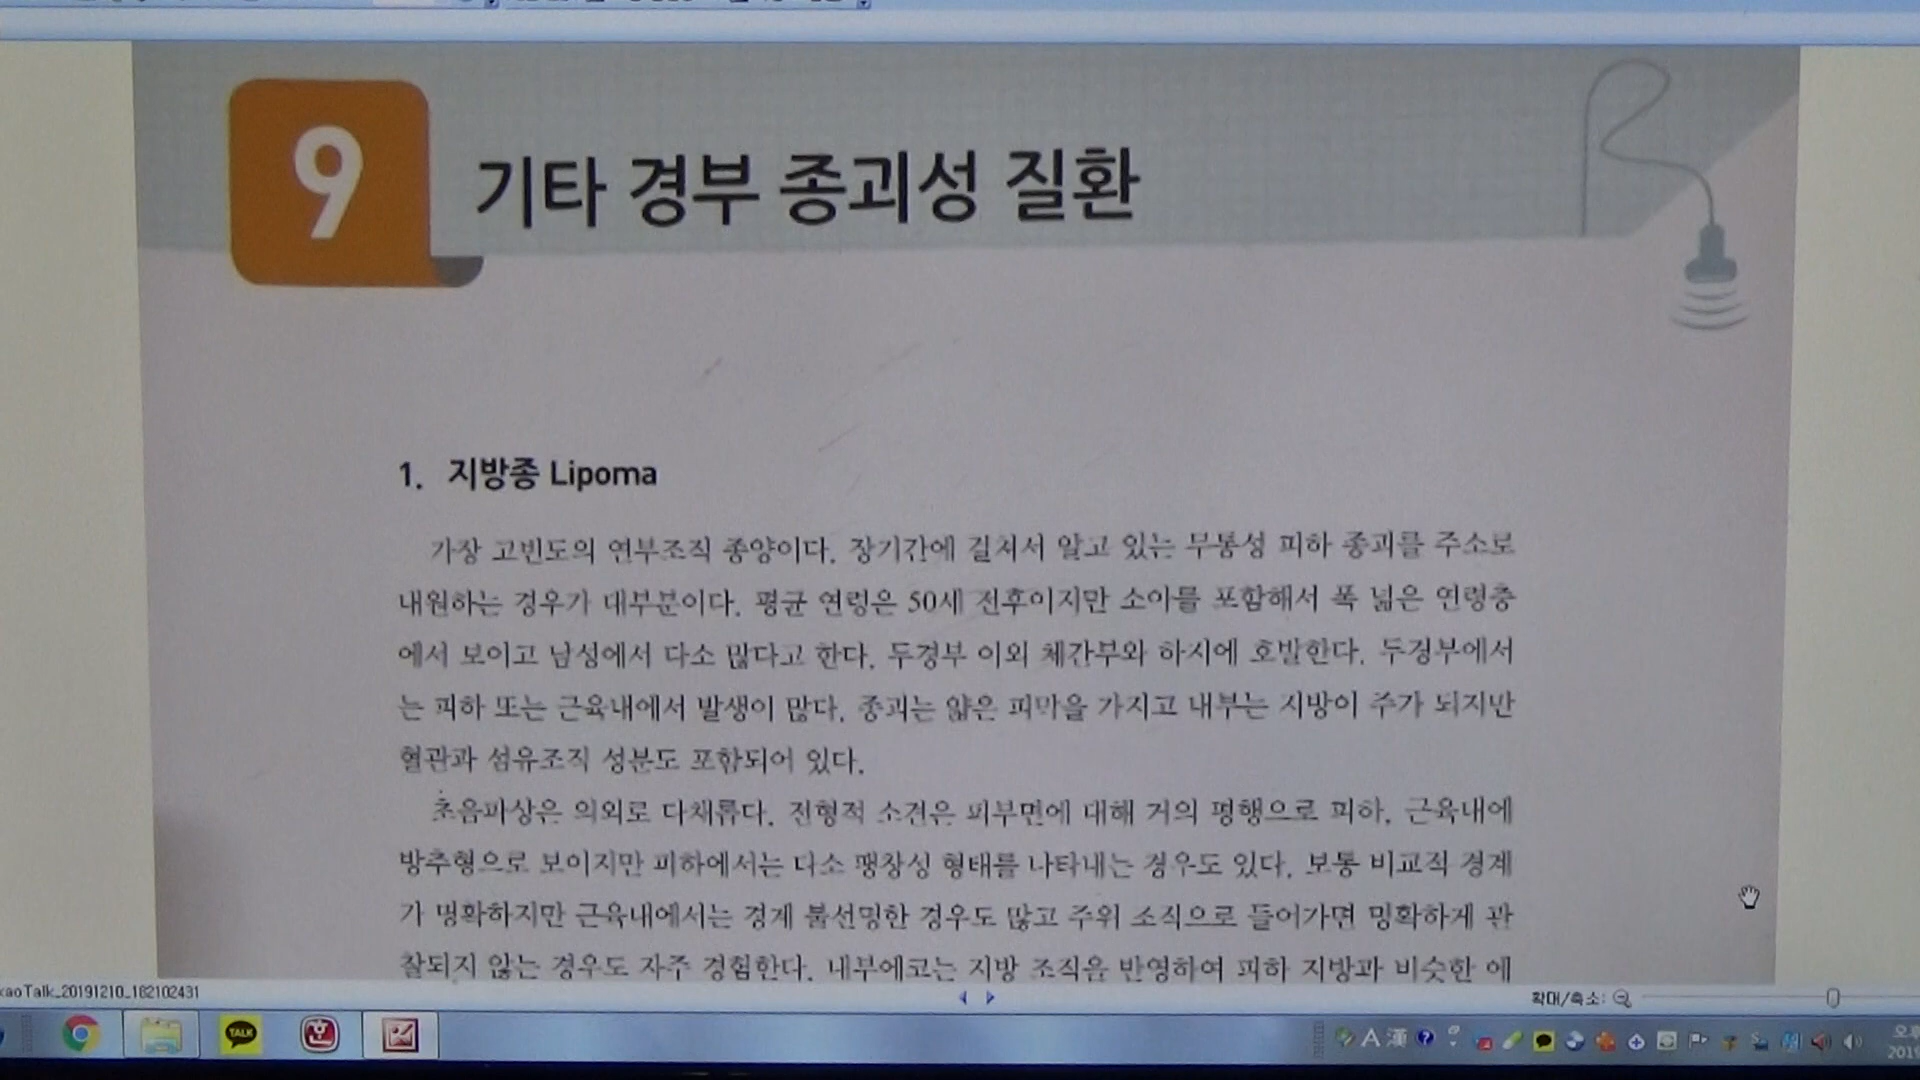 9
기타 경부 종괴성 질환
1. 지방종 Lipoma
가장 고빈도의 연부조직 종양이다. 장기간에 걸쳐서 알고 있는 무통성 피하 종괴를 주소로
내원하는 경우가 대부분이다. 평균 연령은 50세 전후이지만 소아를 포함해서 폭 넓은 연령층
에서 보이고 남성에서 다소 많다고 한다. 두경부 이외 체간부와 하지에 호발한다. 두경부에서
는 피하 또는 근육내에서 발생이 많다. 종괴는 얇은 피막을 가지고 내부는 지방이 주가 되지만
혈관과 섬유조직 성분도 포함되어 있다.
초음파상은 의외로 다채롭다. 전형적 소견은 피부면에 대해 거의 평행으로 피하, 근육내에
방추형으로 보이지만 피하에서는 다소 팽창성 형태를 나타내는 경우도 있다. 보통 비교적 경계
가 명확하지만 근육내에서는 경계 불선명한 경우도 많고 주위 조직으로 들어가면 명확하게 관
찰되지 않는 경우도 자주 경험한다. 내부에코는 지방 조직을 반영하여 피하 지방과 비슷한 에
kaoTalk_20191210_182102431
확대/축소:
TALK
A 漢
오후
2019